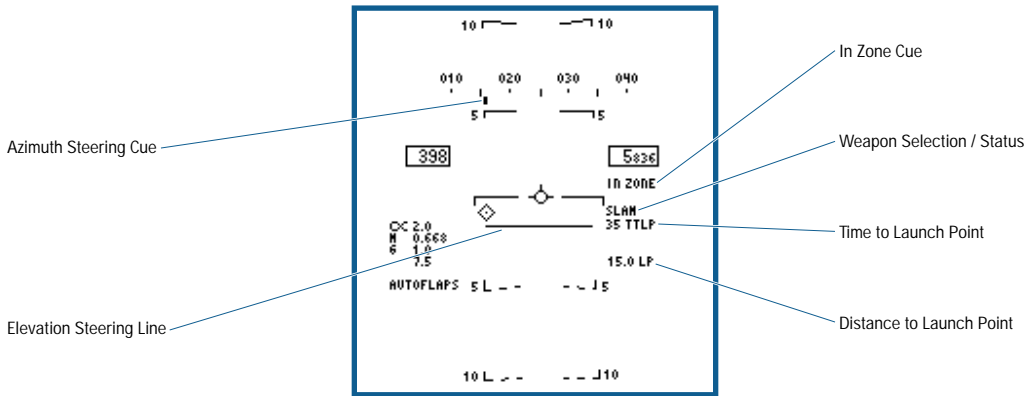 10 10
In Zone Cue
010 020 030 040
5 5
Azimuth Steering Cue
Weapon Selection / Status
398
5836
IN ZONE
SLAM
35 TTLP
Time to Launch Point
α 2.0
M 0.668
G 1.0
7.5
15.0 LP
AUTOFLAPS
5 5
Elevation Steering Line
Distance to Launch Point
10 10